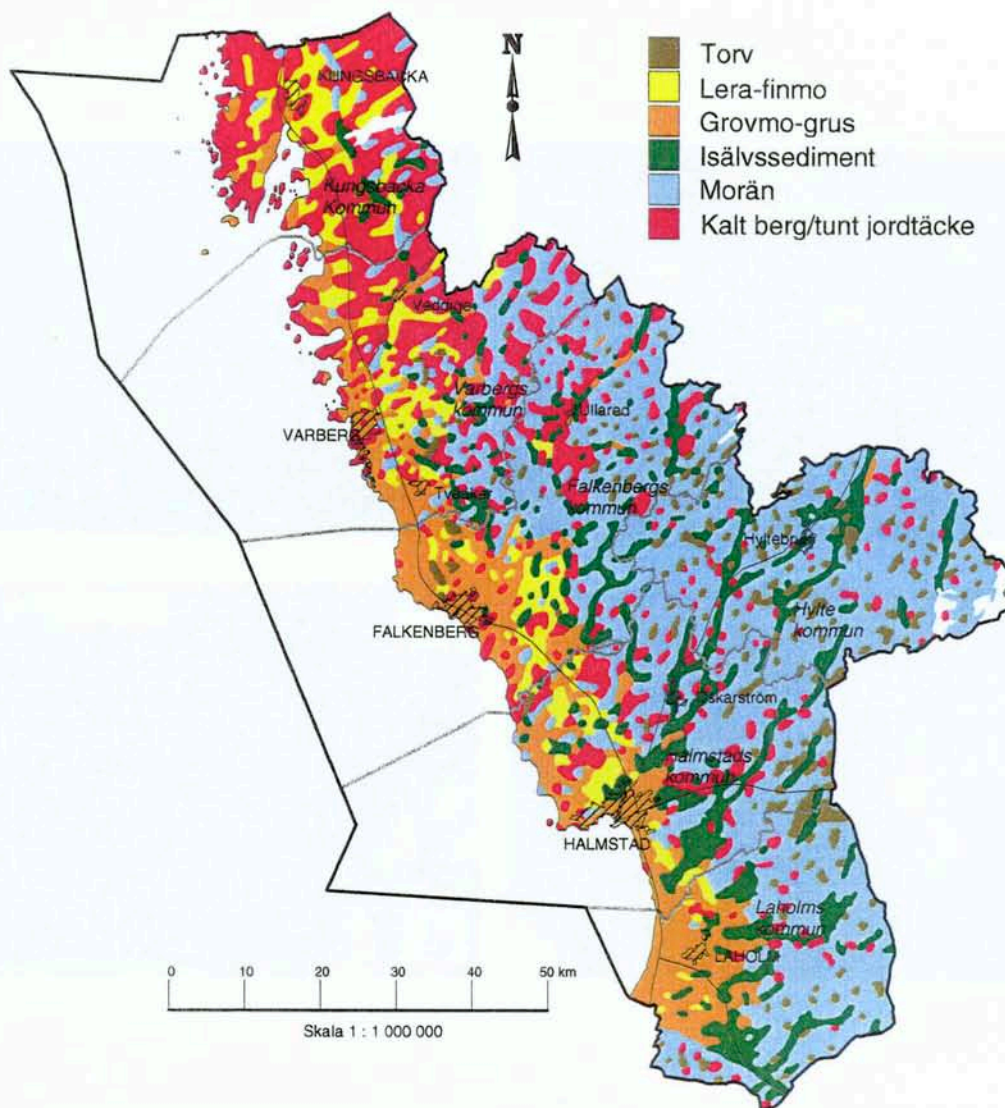 N
Torv
Lera-finmo
Grovmo-grus
Isälvssediment
Morän
Kalt berg/tunt jordtäcke
KUNGSBACKA
Kungsbacka
Kommun
Veddige
Varbergs
kommun
Ullared
VARBERG
Tvååker
Falkenbergs
kommun
Hyltebruk
Hylte
kommun
FALKENBERG
Oskarström
Halmstads
kommun
HALMSTAD
Laholms
kommun
LAHOLM
0 10 20 30 40 50 km
Skala 1 : 1 000 000